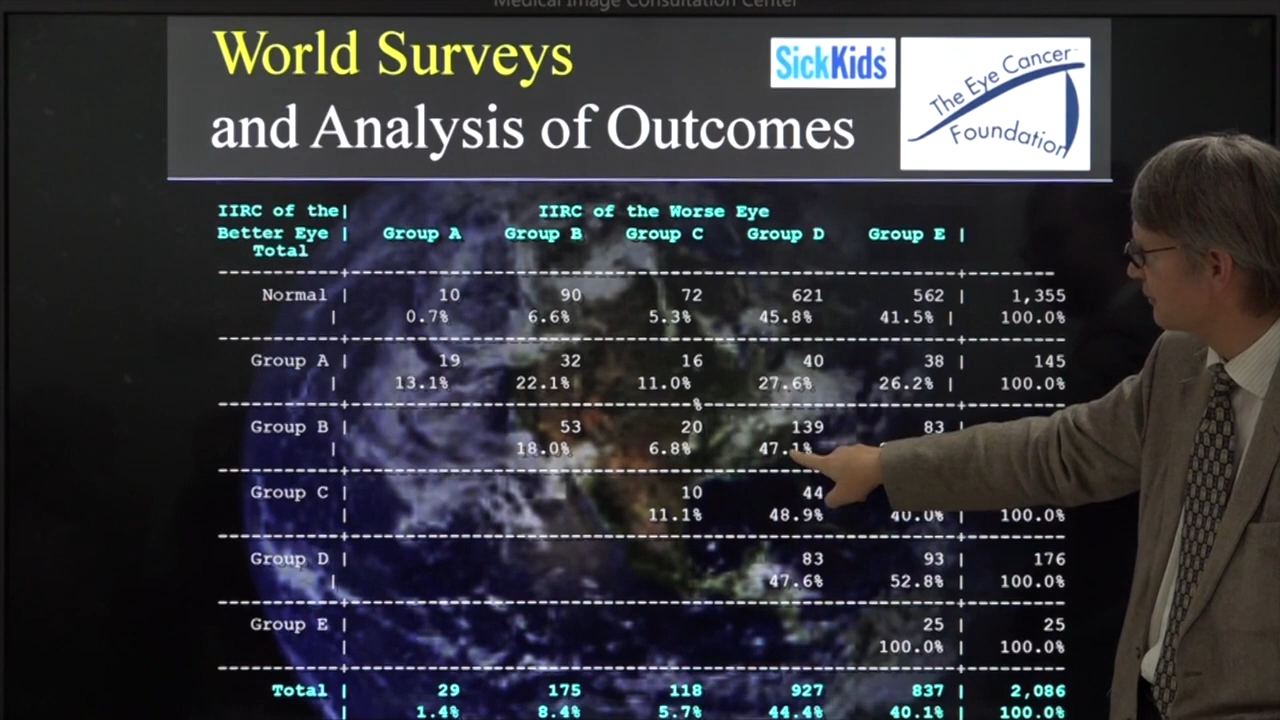 Medical Image Consultation Center
World Surveys
and Analysis of Outcomes
SickKids
The Eye Cancer
Foundation
IIRC of the| IIRC of the Worse Eye
Better Eye | Group A Group B Group C Group D Group E |
Total
Normal | 10 90 72 621 562 | 1,355
| 0.7% 6.6% 5.3% 45.8% 41.5% | 100.0%
Group A | 19 32 16 40 38 | 145
| 13.1% 22.1% 11.0% 27.6% 26.2% | 100.0%
%
Group B | 53 20 139 83
| 18.0% 6.8% 47.1%
Group C | 10 44
| 11.1% 48.9% 40.0% | 100.0%
Group D | 83 93 | 176
| 47.6% 52.8% | 100.0%
Group E | 25 | 25
| 100.0% | 100.0%
Total | 29 175 118 927 837 | 2,086
| 1.4% 8.4% 5.7% 44.4% 40.1% | 100.0%